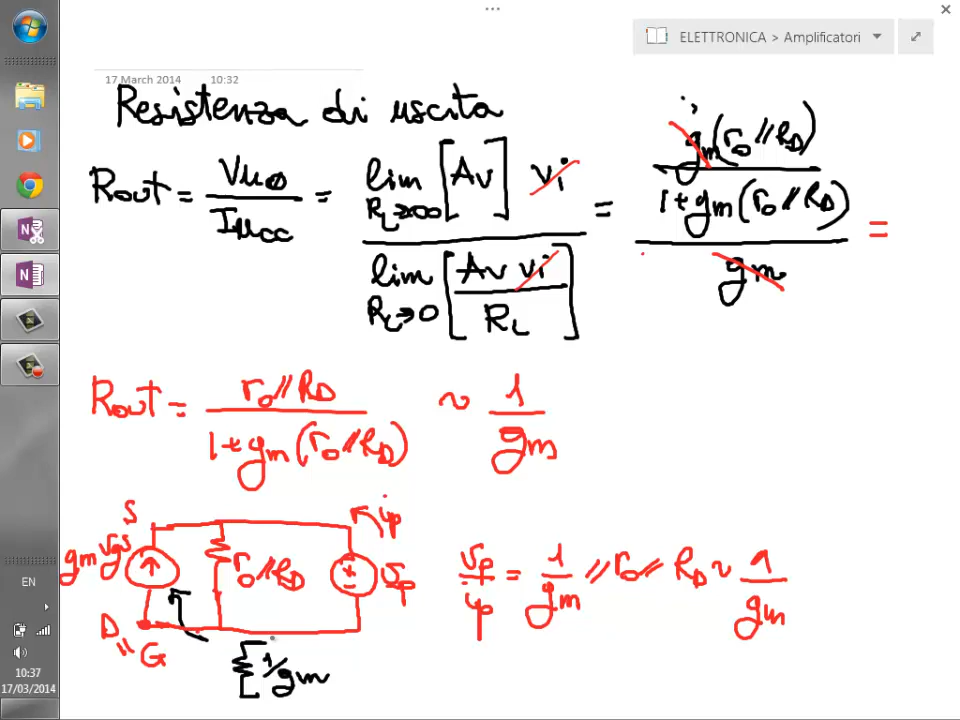 ELETTRONICA > Amplificatori
17 March 2014 10:32
Resistenza di uscita
Rout = Vuo / Iucc = lim RL→∞ [Av] vi / lim RL→0 [Av vi / RL] = gm(ro//RD) / 1+gm(ro//RD) / gm =
Rout = ro//RD / 1+gm(ro//RD) ~ 1/gm
S
ip
gm vgs
ro//RD
+
-
vp
vp/ip = 1/gm // ro // RD ~ 1/gm
D
//
G
1/gm
EN
10:37
17/03/2014